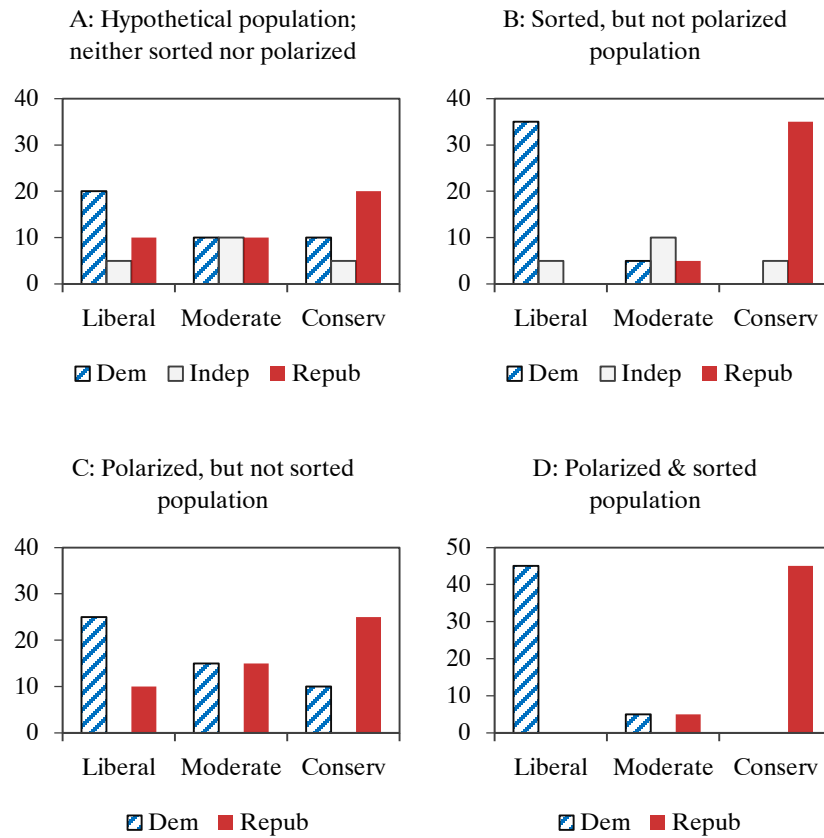 A: Hypothetical population;
neither sorted nor polarized
40
30
20
10
0
Liberal Moderate Conserv
Dem Indep Repub
B: Sorted, but not polarized
population
40
30
20
10
0
Liberal Moderate Conserv
Dem Indep Repub
C: Polarized, but not sorted
population
40
30
20
10
0
Liberal Moderate Conserv
Dem Repub
D: Polarized & sorted
population
50
40
30
20
10
0
Liberal Moderate Conserv
Dem Repub